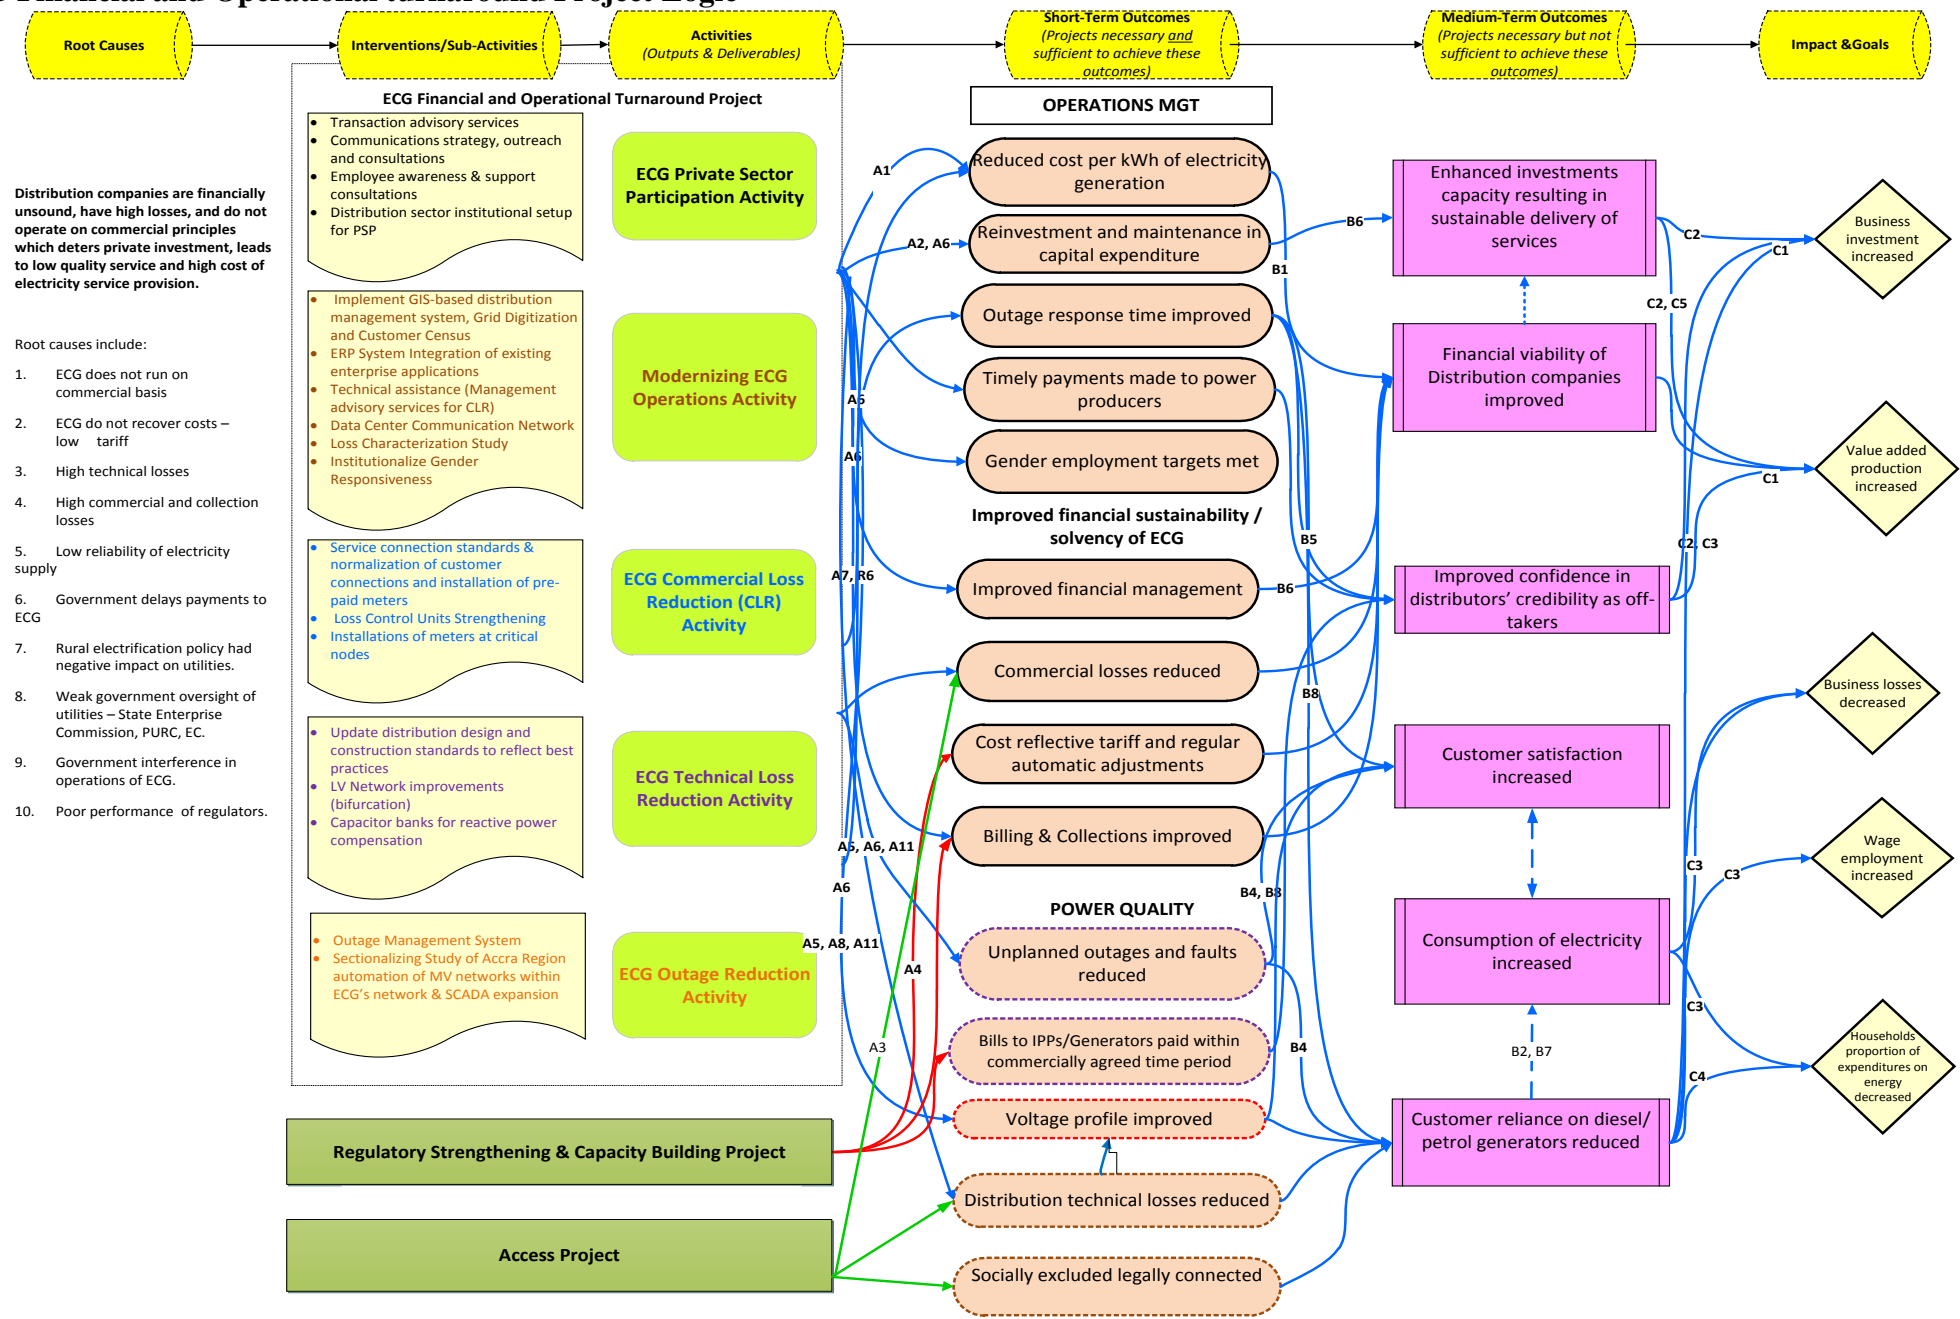 Financial and Operational turnaround Project Logic
Root Causes
Interventions/Sub-Activities
Activities
(Outputs & Deliverables)
Short-Term Outcomes
(Projects necessary and
sufficient to achieve these
outcomes)
Medium-Term Outcomes
(Projects necessary but not
sufficient to achieve these
outcomes)
Impact &Goals
Distribution companies are financially
unsound, have high losses, and do not
operate on commercial principles
which deters private investment, leads
to low quality service and high cost of
electricity service provision.
Root causes include:
1. ECG does not run on
commercial basis
2. ECG do not recover costs –
low tariff
3. High technical losses
4. High commercial and collection
losses
5. Low reliability of electricity
supply
6. Government delays payments to
ECG
7. Rural electrification policy had
negative impact on utilities.
8. Weak government oversight of
utilities – State Enterprise
Commission, PURC, EC.
9. Government interference in
operations of ECG.
10. Poor performance of regulators.
ECG Financial and Operational Turnaround Project
• Transaction advisory services
• Communications strategy, outreach
and consultations
• Employee awareness & support
consultations
• Distribution sector institutional setup
for PSP
ECG Private Sector
Participation Activity
• Implement GIS-based distribution
management system, Grid Digitization
and Customer Census
• ERP System Integration of existing
enterprise applications
• Technical assistance (Management
advisory services for CLR)
• Data Center Communication Network
• Loss Characterization Study
• Institutionalize Gender
Responsiveness
Modernizing ECG
Operations Activity
• Service connection standards &
normalization of customer
connections and installation of pre-
paid meters
• Loss Control Units Strengthening
• Installations of meters at critical
nodes
ECG Commercial Loss
Reduction (CLR)
Activity
• Update distribution design and
construction standards to reflect best
practices
• LV Network improvements
(bifurcation)
• Capacitor banks for reactive power
compensation
ECG Technical Loss
Reduction Activity
• Outage Management System
• Sectionalizing Study of Accra Region
automation of MV networks within
ECG's network & SCADA expansion
ECG Outage Reduction
Activity
Regulatory Strengthening & Capacity Building Project
Access Project
A1
A2, A6
A6
A6
A7, R6
A5, A6, A11
A6
A5, A8, A11
A4
A3
OPERATIONS MGT
Reduced cost per kWh of electricity
generation
Reinvestment and maintenance in
capital expenditure
Outage response time improved
Timely payments made to power
producers
Gender employment targets met
Improved financial sustainability /
solvency of ECG
Improved financial management
Commercial losses reduced
Cost reflective tariff and regular
automatic adjustments
Billing & Collections improved
POWER QUALITY
Unplanned outages and faults
reduced
Bills to IPPs/Generators paid within
commercially agreed time period
Voltage profile improved
Distribution technical losses reduced
Socially excluded legally connected
B6
B1
B5
B6
B8
B4, B8
B4
Enhanced investments
capacity resulting in
sustainable delivery of
services
Financial viability of
Distribution companies
improved
Improved confidence in
distributors’ credibility as off-
takers
Customer satisfaction
increased
Consumption of electricity
increased
B2, B7
Customer reliance on diesel/
petrol generators reduced
C2
C1
C2, C5
C1
C2, C3
C3
C3
C3
C4
Business
investment
increased
Value added
production
increased
Business losses
decreased
Wage
employment
increased
Households
proportion of
expenditures on
energy
decreased